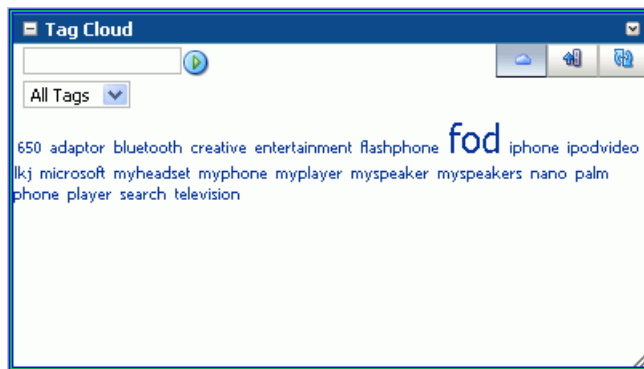 Tag Cloud
All Tags
650 adaptor bluetooth creative entertainment flashphone fod iphone ipodvideo
lkj microsoft myheadset myphone myplayer myspeaker myspeakers nano palm
phone player search television